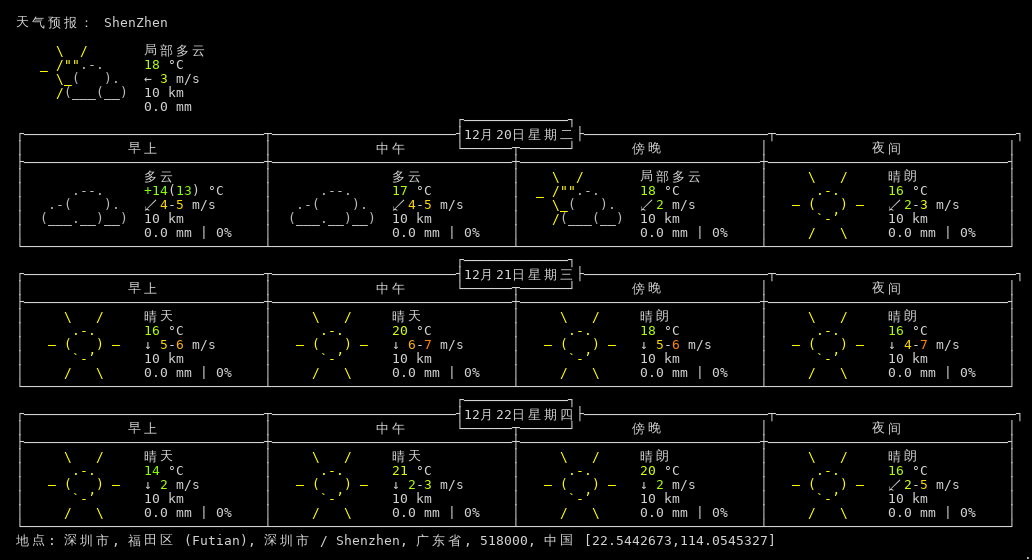 天气预报： ShenZhen
局部多云
18 °C
← 3 m/s
10 km
0.0 mm
12月20日星期二
早上 中午 傍晚 夜间
多云 多云 局部多云 晴朗
+14(13) °C 17 °C 18 °C 16 °C
↙ 4-5 m/s ↙ 4-5 m/s ↙ 2 m/s ↙ 2-3 m/s
10 km 10 km 10 km 10 km
0.0 mm | 0% 0.0 mm | 0% 0.0 mm | 0% 0.0 mm | 0%
12月21日星期三
早上 中午 傍晚 夜间
晴天 晴天 晴朗 晴朗
16 °C 20 °C 18 °C 16 °C
↓ 5-6 m/s ↓ 6-7 m/s ↓ 5-6 m/s ↓ 4-7 m/s
10 km 10 km 10 km 10 km
0.0 mm | 0% 0.0 mm | 0% 0.0 mm | 0% 0.0 mm | 0%
12月22日星期四
早上 中午 傍晚 夜间
晴天 晴天 晴朗 晴朗
14 °C 21 °C 20 °C 16 °C
↓ 2 m/s ↓ 2-3 m/s ↓ 2 m/s ↙ 2-5 m/s
10 km 10 km 10 km 10 km
0.0 mm | 0% 0.0 mm | 0% 0.0 mm | 0% 0.0 mm | 0%
地点: 深圳市, 福田区 (Futian), 深圳市 / Shenzhen, 广东省, 518000, 中国 [22.5442673,114.0545327]